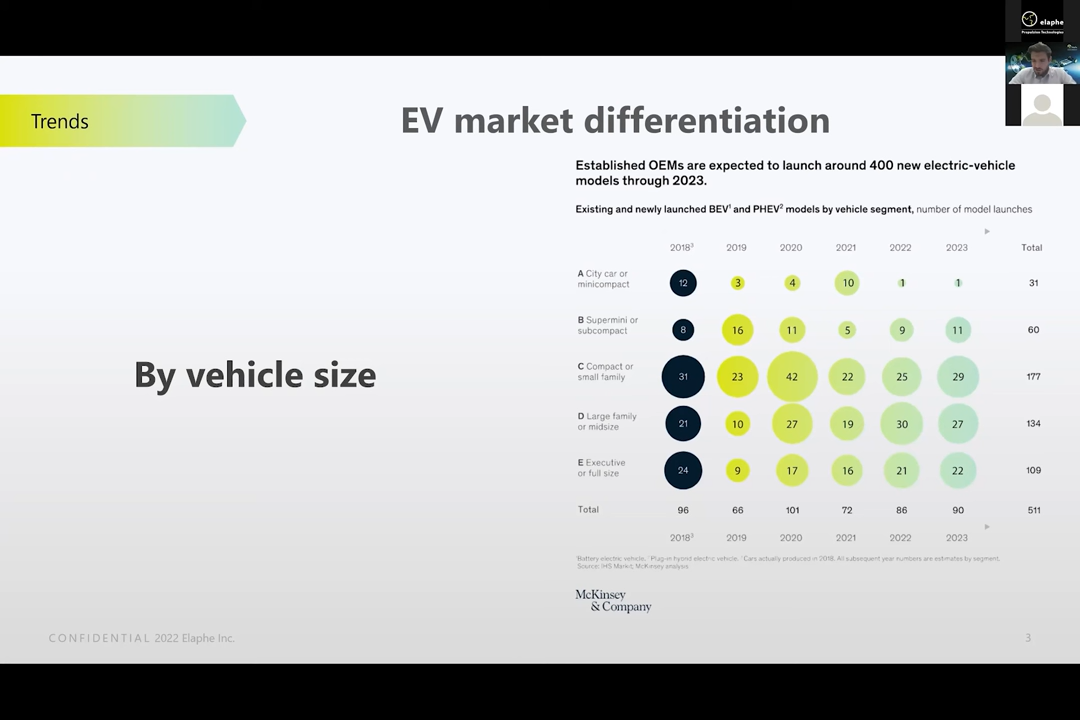 elaphe
Propulsion Technologies
Trends
EV market differentiation
Established OEMs are expected to launch around 400 new electric-vehicle
models through 2023.
Existing and newly launched BEV¹ and PHEV² models by vehicle segment, number of model launches
2018³ 2019 2020 2021 2022 2023 Total
A City car or
minicompact
12 3 4 10 1 1 31
B Supermini or
subcompact
8 16 11 5 9 11 60
C Compact or
small family
31 23 42 22 25 29 177
By vehicle size
D Large family
or midsize
21 10 27 19 30 27 134
E Executive
or full size
24 9 17 16 21 22 109
Total 96 66 101 72 86 90 511
2018³ 2019 2020 2021 2022 2023
¹Battery electric vehicle. ²Plug-in hybrid electric vehicle. ³Cars actually produced in 2018. All subsequent year numbers are estimates by segment.
Source: IHS Markit; McKinsey analysis
McKinsey
& Company
CONFIDENTIAL 2022 Elaphe Inc.
3